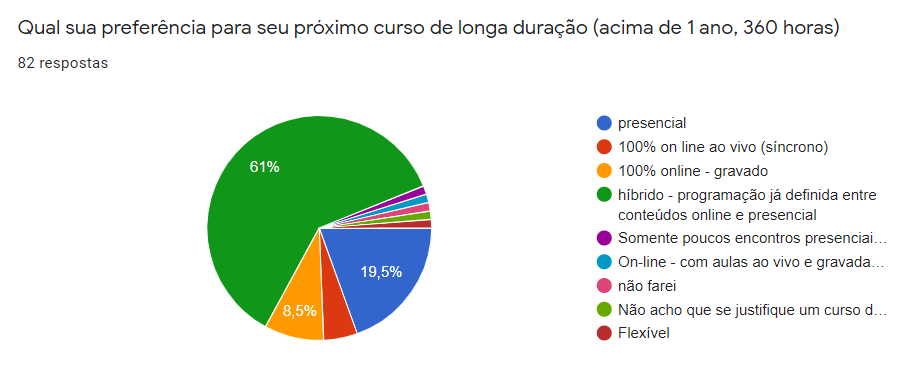 Qual sua preferência para seu próximo curso de longa duração (acima de 1 ano, 360 horas)
82 respostas
61%
19,5%
8,5%
presencial
100% on line ao vivo (síncrono)
100% online - gravado
híbrido - programação já definida entre
conteúdos online e presencial
Somente poucos encontros presenciai…
On-line - com aulas ao vivo e gravada…
não farei
Não acho que se justifique um curso d…
Flexível